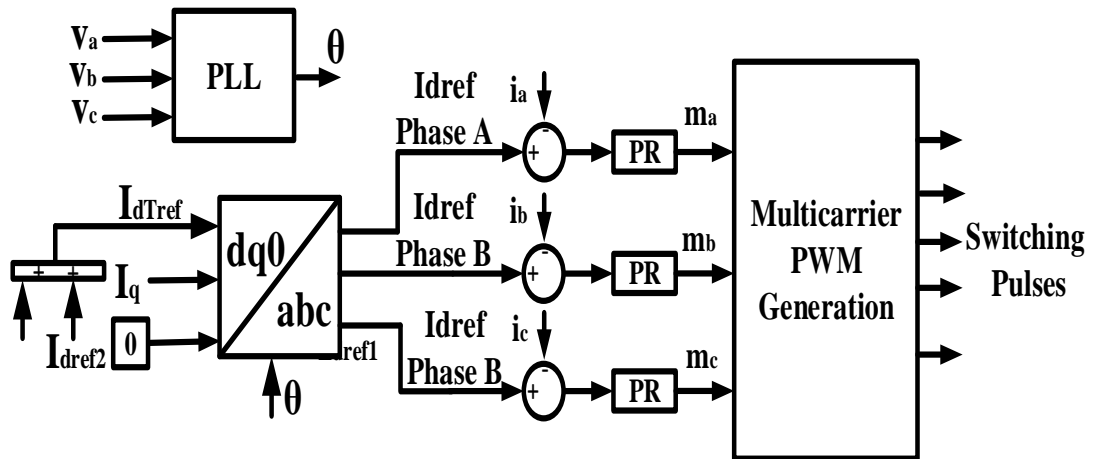 va
vb
vc
PLL
θ
Idref
Phase A
ia
-
+
PR
ma
IdTref
+ +
Iq
Idref2
0
dq0
abc
θ
Idref
Phase B
ib
-
+
PR
mb
Idref
Phase B
ic
-
+
PR
mc
Multicarrier
PWM
Generation
Switching
Pulses